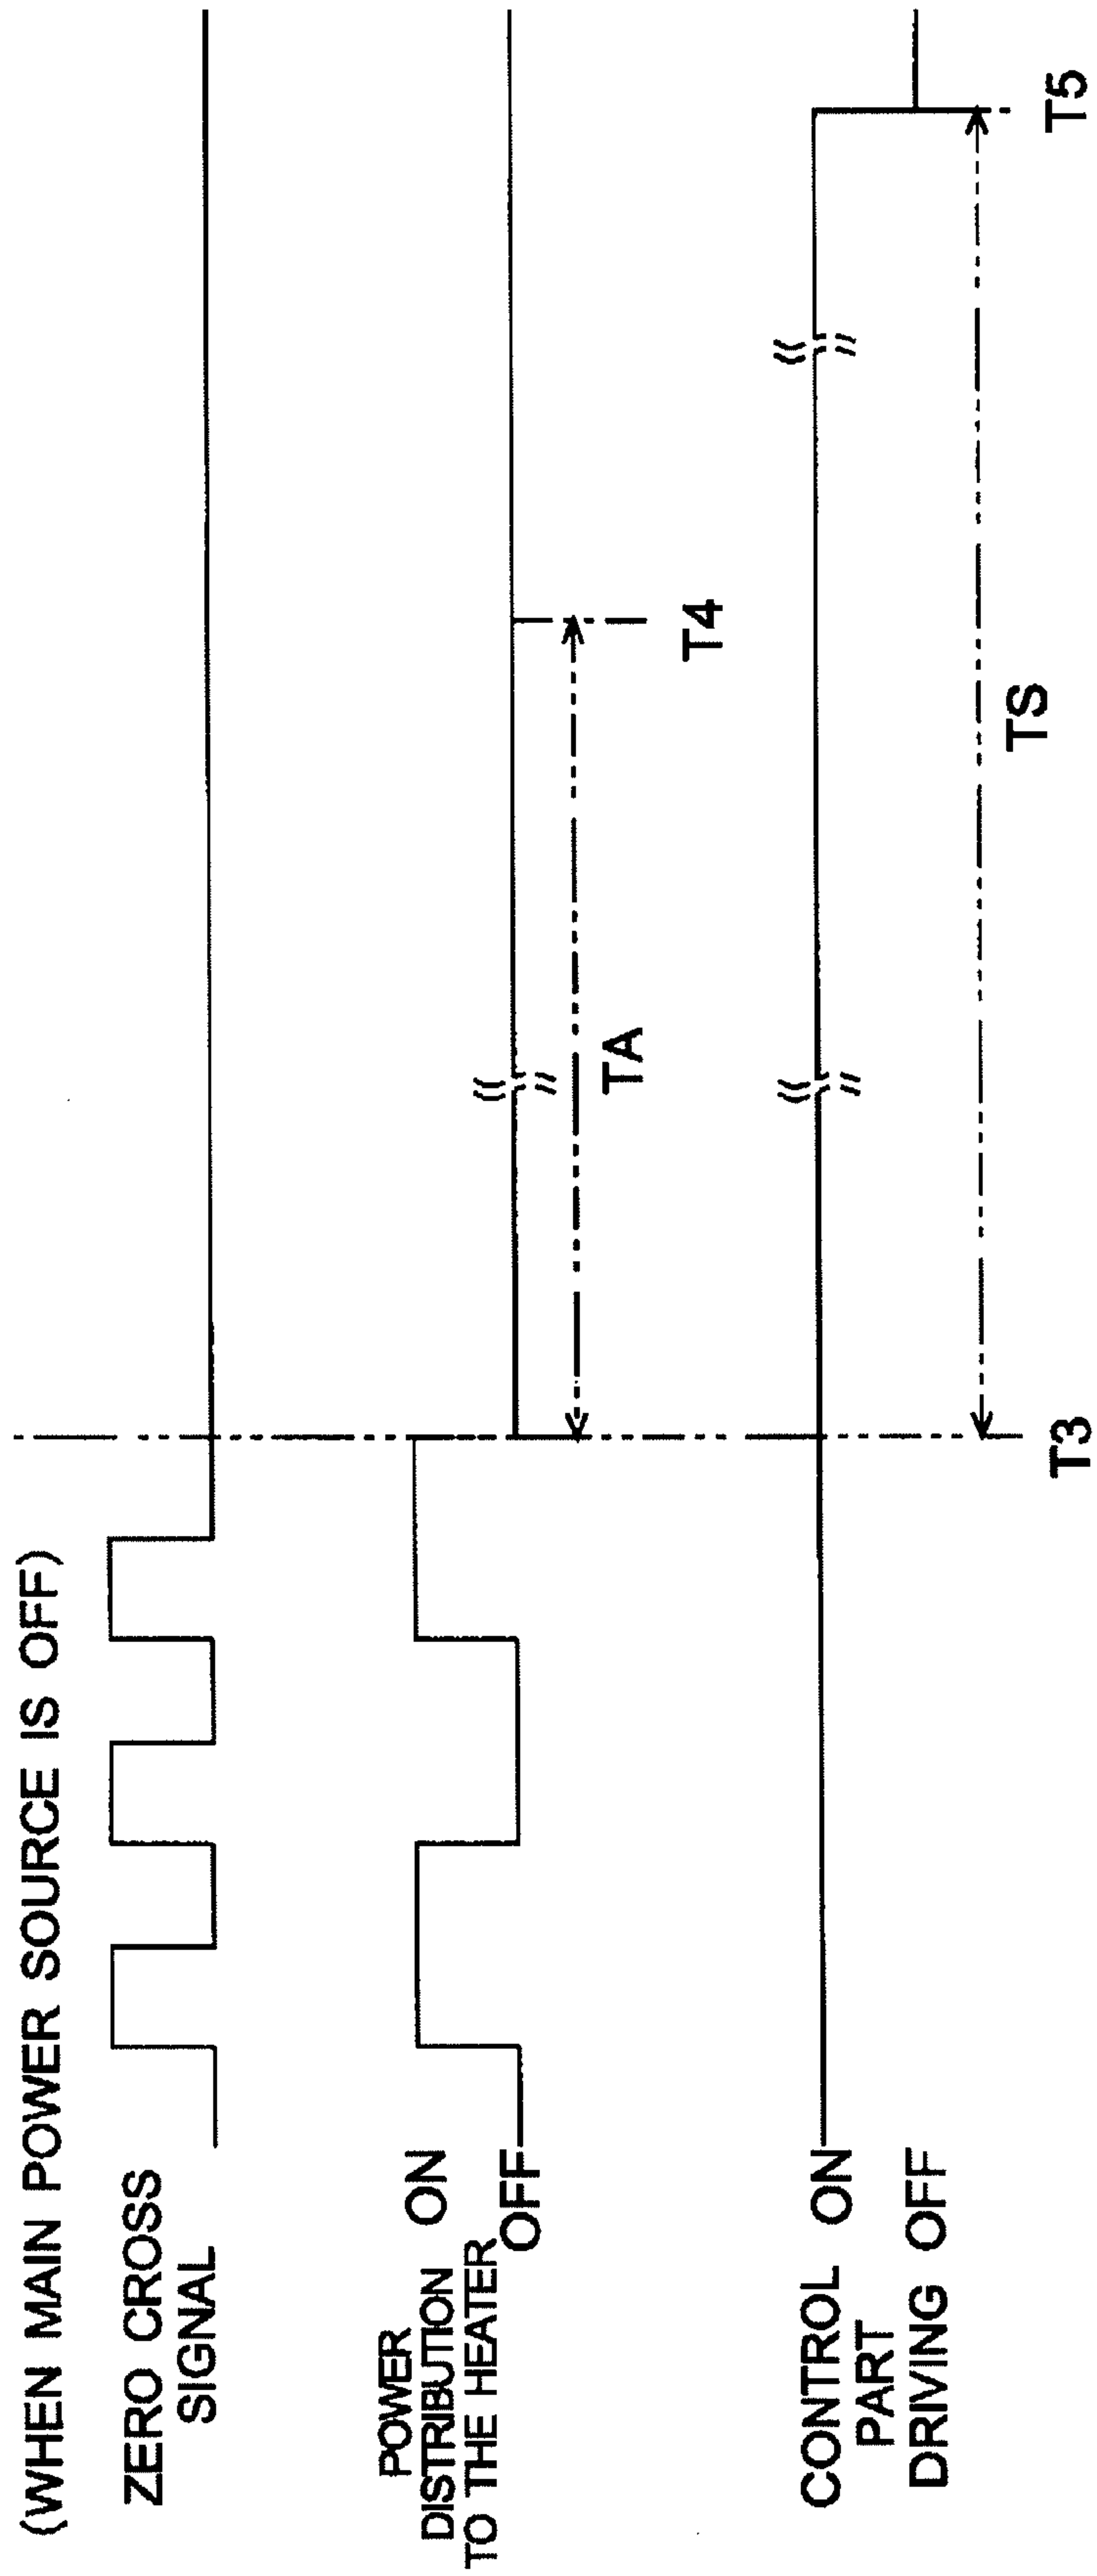 (WHEN MAIN POWER SOURCE IS OFF)
ZERO CROSS
SIGNAL
POWER
DISTRIBUTION
TO THE HEATER
ON
OFF
TA
T4
CONTROL
PART
DRIVING
ON
OFF
TS
T3
T5